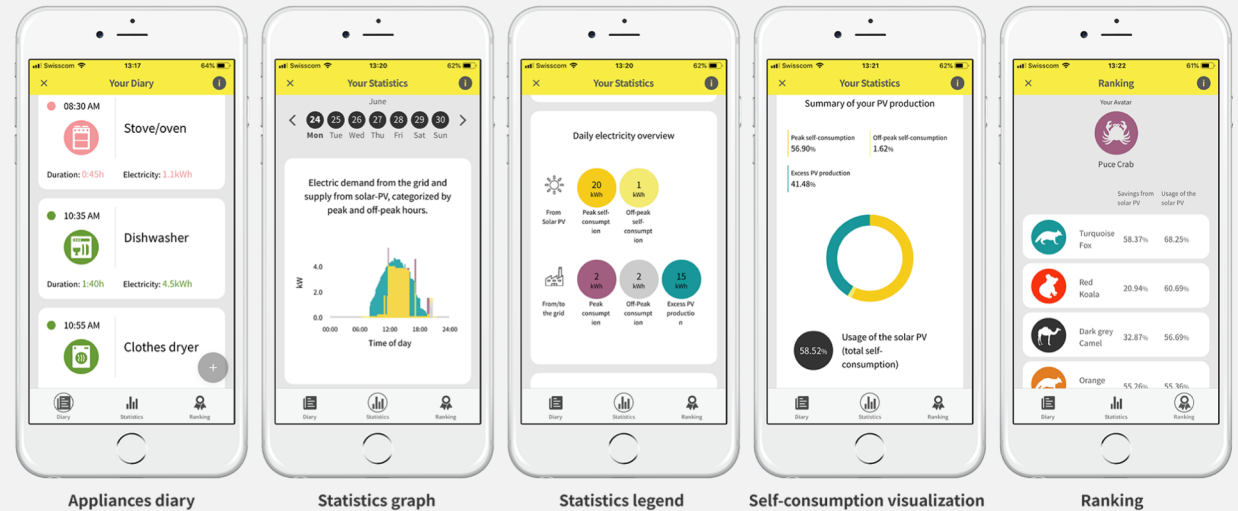 Swisscom 13:17 64%
× Your Diary i
08:30 AM
Stove/oven
Duration: 0:45h Electricity: 1.1kWh
10:35 AM
Dishwasher
Duration: 1:40h Electricity: 4.5kWh
10:55 AM
Clothes dryer
+
Diary Statistics Ranking
Appliances diary
Swisscom 13:20 62%
× Your Statistics i
June
< 24 25 26 27 28 29 30 >
Mon Tue Wed Thu Fri Sat Sun
Electric demand from the grid and
supply from solar-PV, categorized by
peak and off-peak hours.
kW
4.0
2.0
0.0
00:00 06:00 12:00 18:00 24:00
Time of day
Diary Statistics Ranking
Statistics graph
Swisscom 13:20 62%
× Your Statistics i
Daily electricity overview
20 1
kWh kWh
From Peak self- Off-peak
Solar PV consumpt self-
ion consumpt
ion
2 2 15
kWh kWh kWh
From/to Peak Off-Peak Excess PV
the grid consumpt consumpt productio
ion ion n
Diary Statistics Ranking
Statistics legend
Swisscom 13:21 62%
× Your Statistics i
Summary of your PV production
Peak self-consumption Off-peak self-consumption
56.90% 1.62%
Excess PV production
41.48%
58.52%
Usage of the solar PV
(total self-
consumption)
Diary Statistics Ranking
Self-consumption visualization
Swisscom 13:22 61%
× Ranking i
Your Avatar
Puce Crab
Savings from Usage of the
solar PV solar PV
Turquoise
Fox 58.37% 68.25%
Red
Koala 20.94% 60.69%
Dark grey
Camel 32.87% 56.69%
Orange 55.26% 55.36%
Diary Statistics Ranking
Ranking